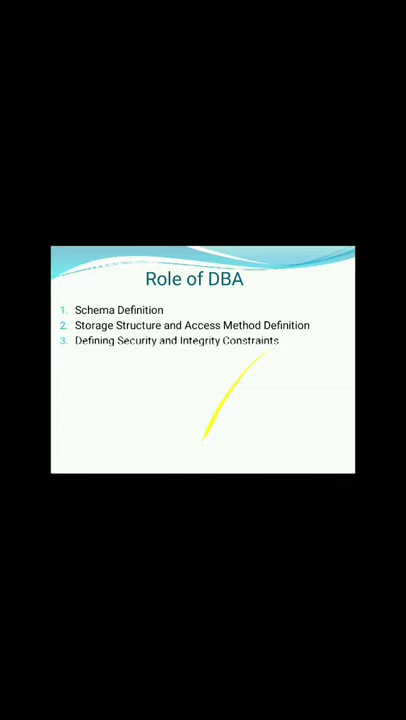 Role of DBA
1. Schema Definition
2. Storage Structure and Access Method Definition
3. Defining Security and Integrity Constraints